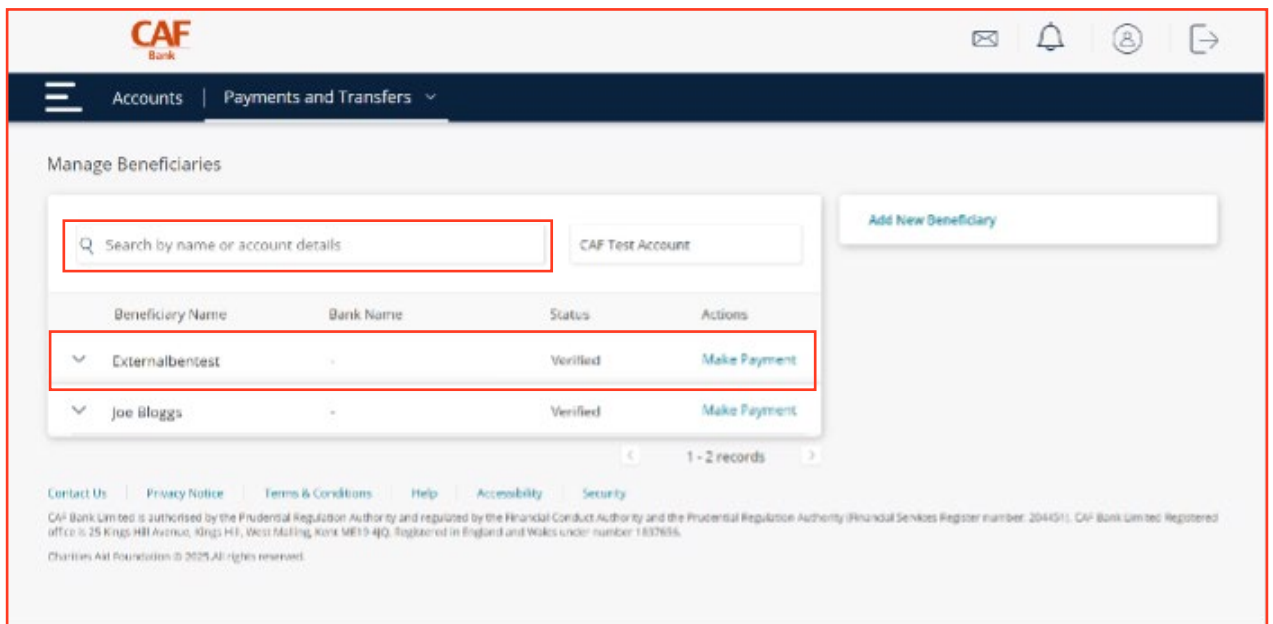 CAF
Bank
Accounts | Payments and Transfers
Manage Beneficiaries
Search by name or account details
CAF Test Account
Add New Beneficiary
Beneficiary Name Bank Name Status Actions
Externalbentest - Verified Make Payment
Joe Bloggs - Verified Make Payment
1 - 2 records
Contact Us Privacy Notice Terms & Conditions Help Accessibility Security
CAF Bank Limited is authorised by the Prudential Regulation Authority and regulated by the Financial Conduct Authority and the Prudential Regulation Authority (Financial Services Register number: 204451). CAF Bank Limited Registered
office is 25 Kings Hill Avenue, Kings Hill, West Malling, Kent ME19 4JQ. Registered in England and Wales under number 1837656.
Charities Aid Foundation © 2025 All rights reserved.